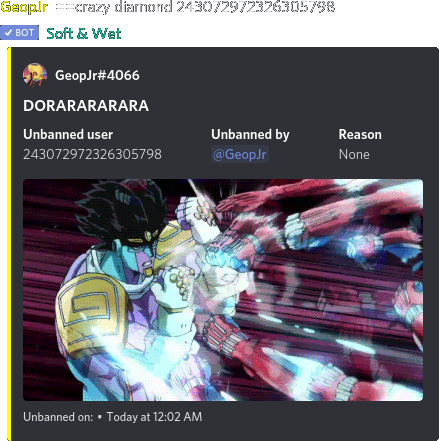 GeopJr ==crazy diamond 243072972326305798
✓ BOT Soft & Wet
GeopJr#4066
DORARARARARA
Unbanned user Unbanned by Reason
243072972326305798 @GeopJr None
Unbanned on: • Today at 12:02 AM